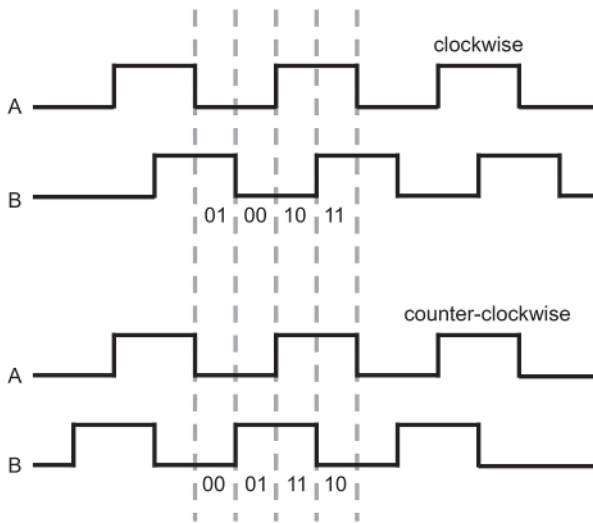 clockwise
A
B
01 00 10 11
counter-clockwise
A
B
00 01 11 10